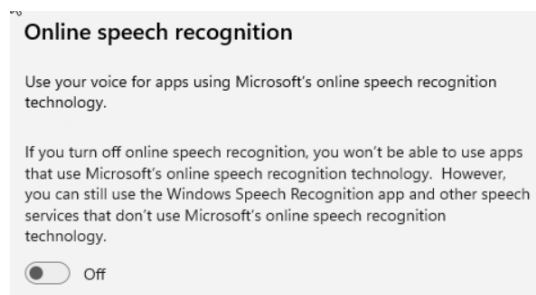 Online speech recognition
Use your voice for apps using Microsoft's online speech recognition
technology.
If you turn off online speech recognition, you won't be able to use apps
that use Microsoft's online speech recognition technology.  However,
you can still use the Windows Speech Recognition app and other speech
services that don't use Microsoft's online speech recognition
technology.
Off